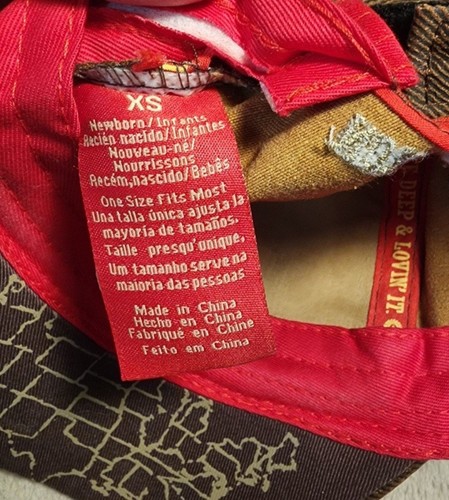 XS
Newborn/Infants
Recién nacido/Infantes
Nouveau-né/
Nourrissons
Recém,nascido/Bebês
One Size Fits Most
Una talla única ajusta la
mayoría de tamaños.
Taille presqu'unique.
Um tamanho serve na
maioria das pessoas
Made in China
Hecho en China
Fabriqué en Chine
Feito em China
DEEP & LOVIN' IT